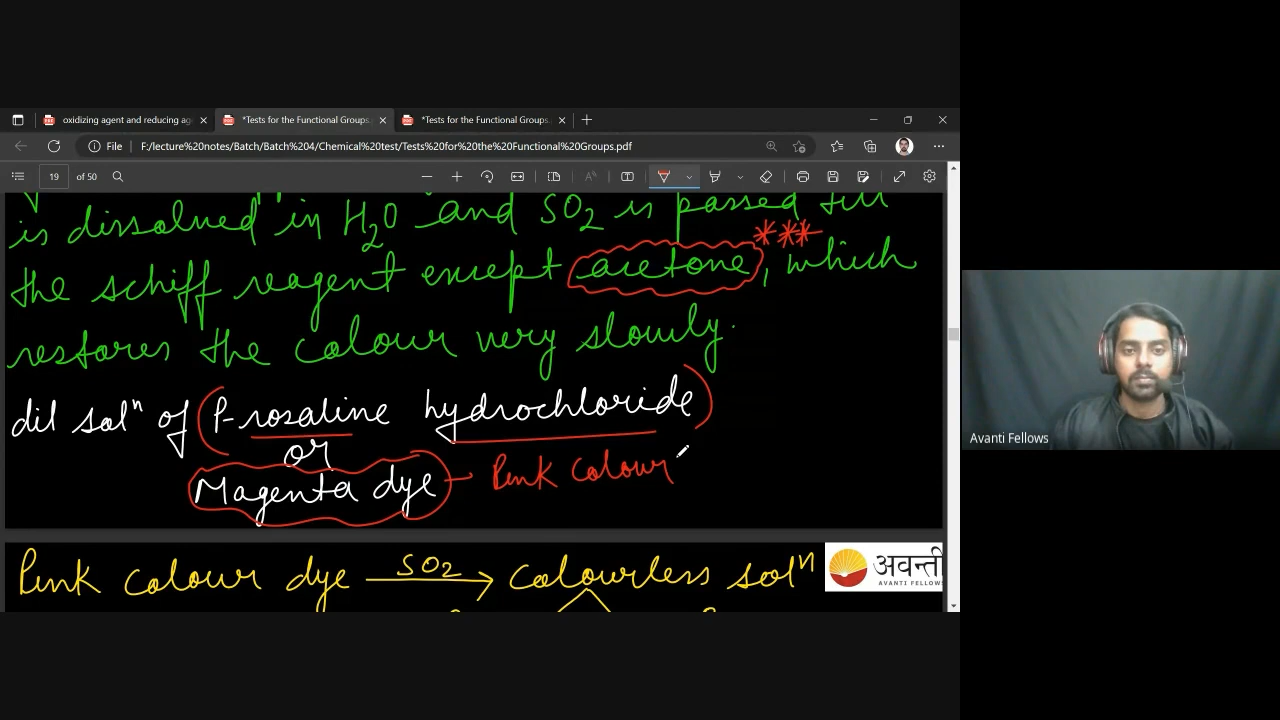 oxidizing agent and reducing ag
*Tests for the Functional Groups.
*Tests for the Functional Groups.
File
F:/lecture%20notes/Batch/Batch%204/Chemical%20test/Tests%20for%20the%20Functional%20Groups.pdf
19 of 50
is dissolved in H2O and SO2 is passed till
the schiff reagent except acetone***, which
restores the colour very slowly.
dil solⁿ of (P-rosaline hydrochloride)
or
Magenta dye - Pink Colour
Pink colour dye SO2 → colourless solⁿ
अवन्ती
AVANTI FELLOWS
Avanti Fellows